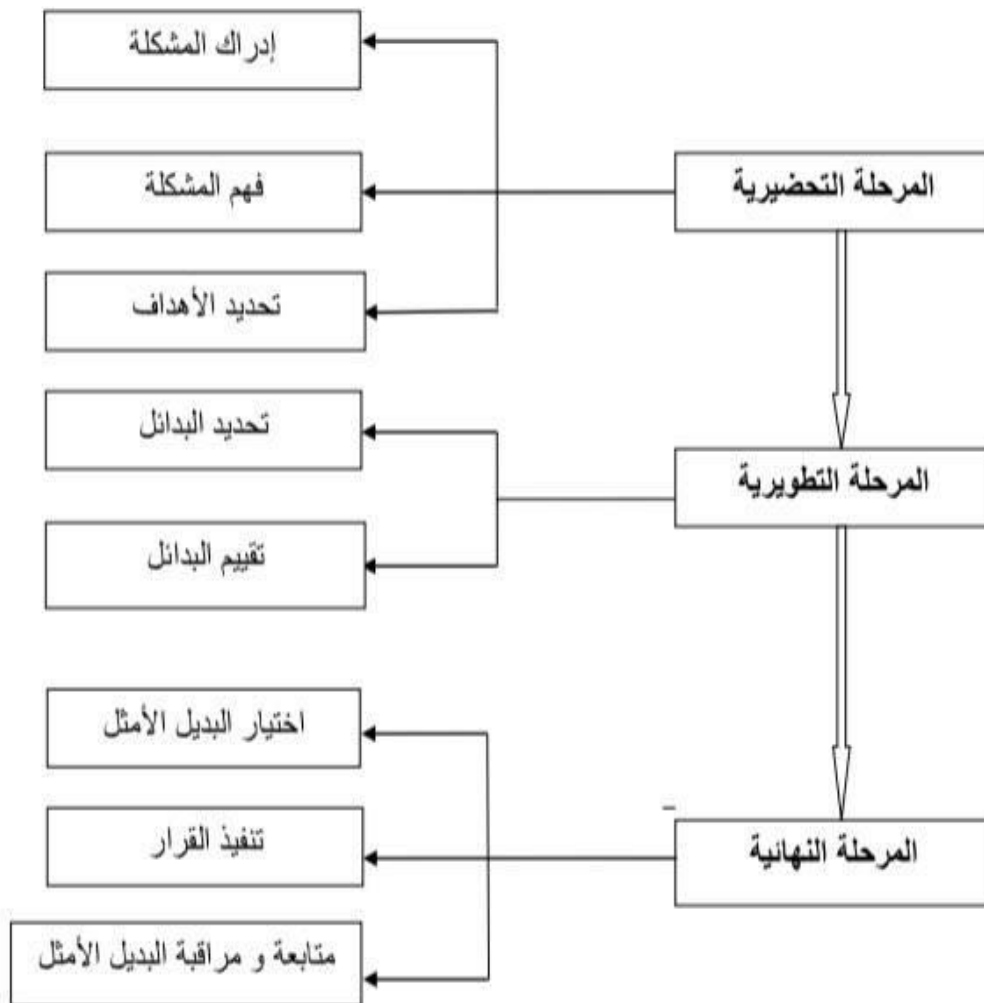 إدراك المشكلة
المرحلة التحضيرية
فهم المشكلة
تحديد الأهداف
تحديد البدائل
المرحلة التطويرية
تقييم البدائل
اختيار البديل الأمثل
المرحلة النهائية
تنفيذ القرار
متابعة و مراقبة البديل الأمثل